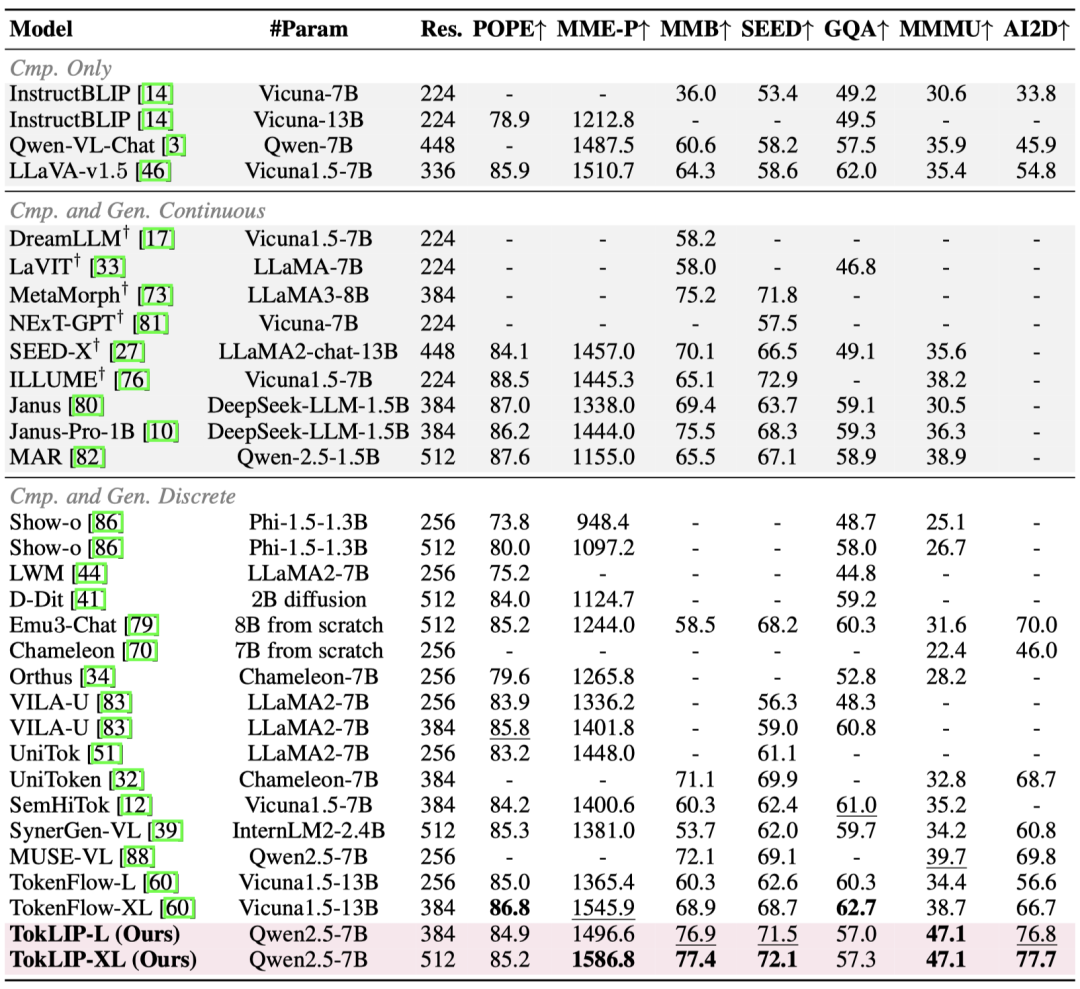 Model #Param Res. POPE↑ MME-P↑ MMB↑ SEED↑ GQA↑ MMMU↑ AI2D↑
Cmp. Only
InstructBLIP [14] Vicuna-7B 224 - - 36.0 53.4 49.2 30.6 33.8
InstructBLIP [14] Vicuna-13B 224 78.9 1212.8 - - 49.5 - -
Qwen-VL-Chat [3] Qwen-7B 448 - 1487.5 60.6 58.2 57.5 35.9 45.9
LLaVA-v1.5 [46] Vicuna1.5-7B 336 85.9 1510.7 64.3 58.6 62.0 35.4 54.8
Cmp. and Gen. Continuous
DreamLLM† [17] Vicuna1.5-7B 224 - - 58.2 - - - -
LaVIT† [33] LLaMA-7B 224 - - 58.0 - 46.8 - -
MetaMorph† [73] LLaMA3-8B 384 - - 75.2 71.8 - - -
NExT-GPT† [81] Vicuna-7B 224 - - - 57.5 - - -
SEED-X† [27] LLaMA2-chat-13B 448 84.1 1457.0 70.1 66.5 49.1 35.6 -
ILLUME† [76] Vicuna1.5-7B 224 88.5 1445.3 65.1 72.9 - 38.2 -
Janus [80] DeepSeek-LLM-1.5B 384 87.0 1338.0 69.4 63.7 59.1 30.5 -
Janus-Pro-1B [10] DeepSeek-LLM-1.5B 384 86.2 1444.0 75.5 68.3 59.3 36.3 -
MAR [82] Qwen-2.5-1.5B 512 87.6 1155.0 65.5 67.1 58.9 38.9 -
Cmp. and Gen. Discrete
Show-o [86] Phi-1.5-1.3B 256 73.8 948.4 - - 48.7 25.1 -
Show-o [86] Phi-1.5-1.3B 512 80.0 1097.2 - - 58.0 26.7 -
LWM [44] LLaMA2-7B 256 75.2 - - - 44.8 - -
D-Dit [41] 2B diffusion 512 84.0 1124.7 - - 59.2 - -
Emu3-Chat [79] 8B from scratch 512 85.2 1244.0 58.5 68.2 60.3 31.6 70.0
Chameleon [70] 7B from scratch 256 - - - - - 22.4 46.0
Orthus [34] Chameleon-7B 256 79.6 1265.8 - - 52.8 28.2 -
VILA-U [83] LLaMA2-7B 256 83.9 1336.2 - 56.3 48.3 - -
VILA-U [83] LLaMA2-7B 384 85.8 1401.8 - 59.0 60.8 - -
UniTok [51] LLaMA2-7B 256 83.2 1448.0 - 61.1 - - -
UniToken [32] Chameleon-7B 384 - - 71.1 69.9 - 32.8 68.7
SemHiTok [12] Vicuna1.5-7B 384 84.2 1400.6 60.3 62.4 61.0 35.2 -
SynerGen-VL [39] InternLM2-2.4B 512 85.3 1381.0 53.7 62.0 59.7 34.2 60.8
MUSE-VL [88] Qwen2.5-7B 256 - - 72.1 69.1 - 39.7 69.8
TokenFlow-L [60] Vicuna1.5-13B 256 85.0 1365.4 60.3 62.6 60.3 34.4 56.6
TokenFlow-XL [60] Vicuna1.5-13B 384 86.8 1545.9 68.9 68.7 62.7 38.7 66.7
TokLIP-L (Ours) Qwen2.5-7B 384 84.9 1496.6 76.9 71.5 57.0 47.1 76.8
TokLIP-XL (Ours) Qwen2.5-7B 512 85.2 1586.8 77.4 72.1 57.3 47.1 77.7